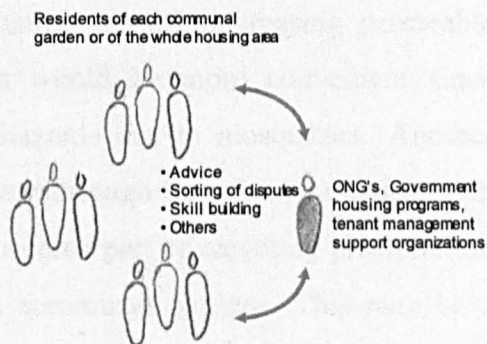 Residents of each communal
garden or of the whole housing area
• Advice
• Sorting of disputes
• Skill building
• Others
ONG's, Government
housing programs,
tenant management
support organizations